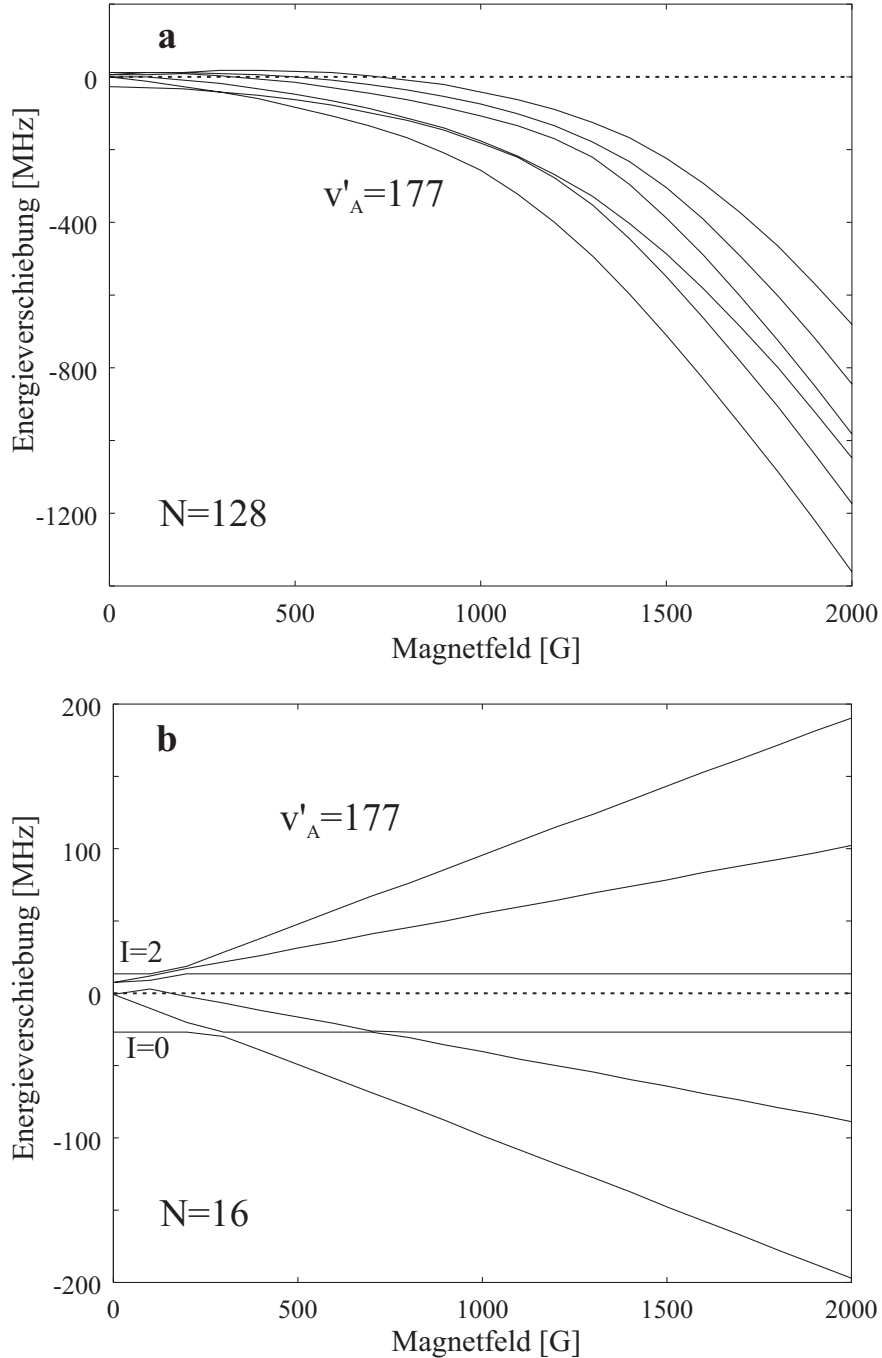 a
Energieverschiebung [MHz]
0
-400
-800
-1200
v'A=177
N=128
0
500
1000
1500
2000
Magnetfeld [G]
b
Energieverschiebung [MHz]
200
100
0
-100
-200
v'A=177
I=2
I=0
N=16
0
500
1000
1500
2000
Magnetfeld [G]